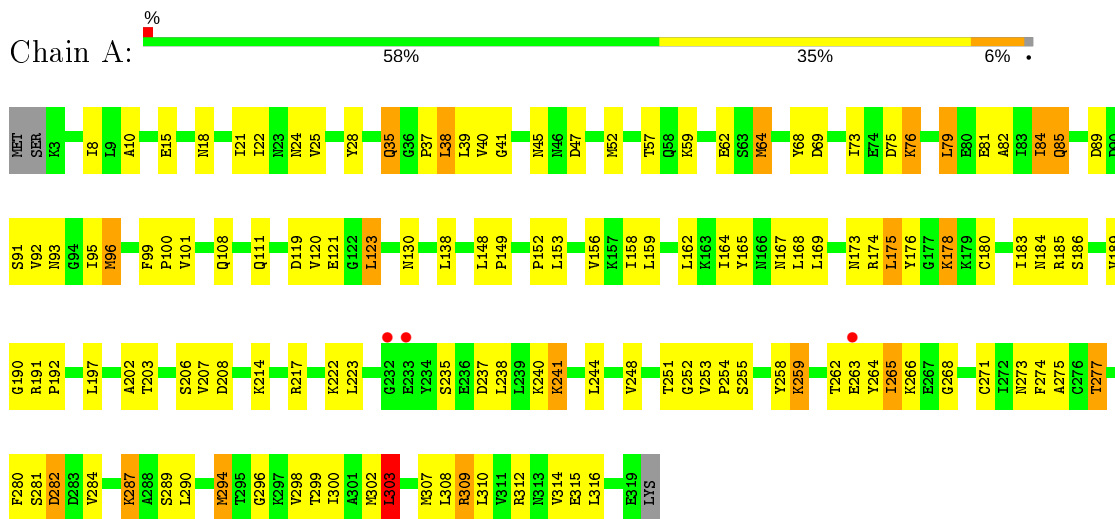 %
Chain A:
58% 35% 6% •
MET SER K3 I8 L9 A10 E15 N18 I21 I22 N23 N24 V25 Y28 Q35 G36 P37 L38 L39 V40 G41 N45 N46 D47 M52 T57 Q58 K59 E62 S63 M64 Y68 D69 I73 E74 D75 K76 L79 E80 E81 A82 I83 I84 Q85 D89 D90
S91 V92 N93 G94 I95 M96 F99 P100 V101 Q108 Q111 D119 V120 E121 G122 L123 N130 L138 L148 P149 P152 L153 V156 K157 I158 L159 L162 K163 I164 Y165 N166 N167 L168 L169 N173 R174 L175 Y176 G177 K178 K179 C180 I183 N184 R185 S186
G190 R191 P192 L197 A202 T203 S206 V207 D208 K214 R217 K222 L223 G232 E233 Y234 S235 E236 D237 L238 L239 K240 K241 L244 V248 T251 G252 V253 P254 S255 Y258 K259 T262 E263 Y264 I265 K266 E267 G268 C271 I272 N273 F274 A275 C276 T277
F280 S281 D282 D283 V284 K287 A288 S289 L290 M294 T295 G296 K297 V298 T299 I300 A301 M302 L303 M307 L308 R309 L310 V311 R312 N313 V314 E315 L316 E319 LYS